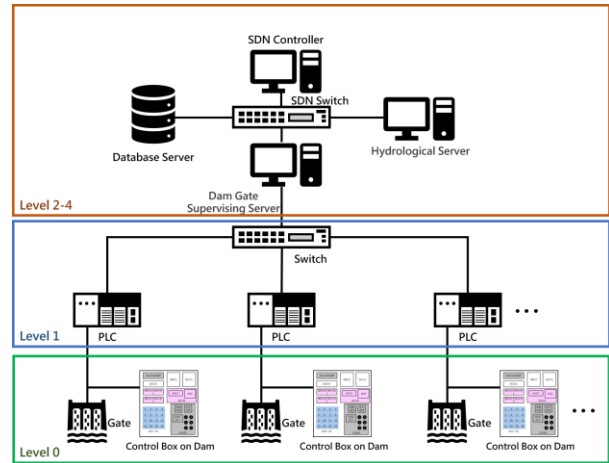 SDN Controller
SDN Switch
Database Server
Hydrological Server
Dam Gate
Supervising Server
Level 2-4
Switch
PLC
PLC
PLC
Level 1
Gate
Gate
Gate
Control Box on Dam
Control Box on Dam
Control Box on Dam
Level 0